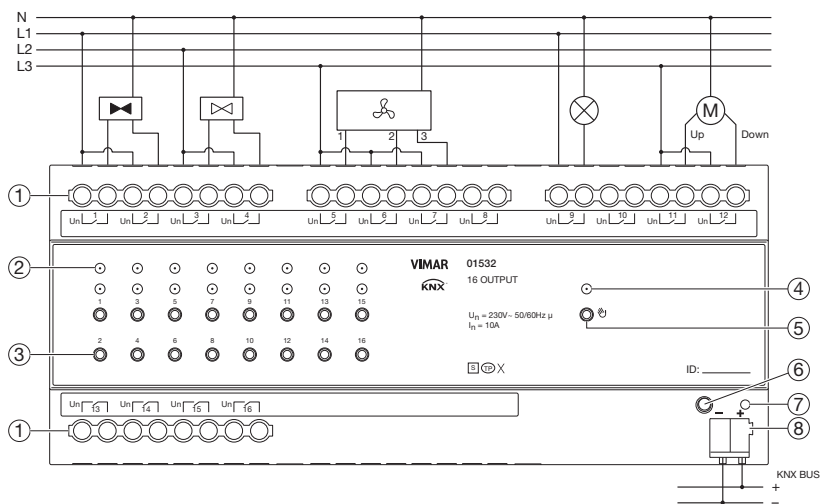 N
L1
L2
L3
1 2 3
M
Up Down
1
Un 1 Un 2 Un 3 Un 4 Un 5 Un 6 Un 7 Un 8 Un 9 Un 10 Un 11 Un 12
2
VIMAR 01532
KNX 16 OUTPUT
4
1 3 5 7 9 11 13 15
Un = 230V~ 50/60Hz µ
In = 10A
5
3
2 4 6 8 10 12 14 16
S TP X
ID:
6
7
Un 13 Un 14 Un 15 Un 16
− +
1
8
KNX BUS
+
−